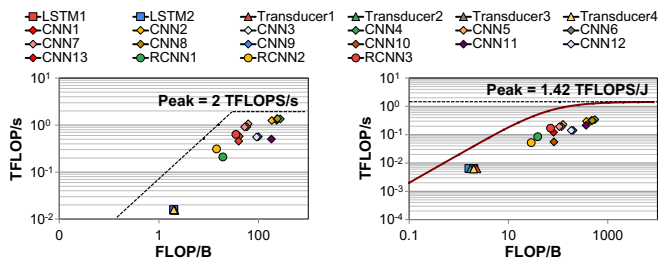 LSTM1 LSTM2 Transducer1 Transducer2 Transducer3 Transducer4
CNN1 CNN2 CNN3 CNN4 CNN5 CNN6
CNN7 CNN8 CNN9 CNN10 CNN11 CNN12
CNN13 RCNN1 RCNN2 RCNN3
TFLOP/s
10¹
10⁰
10⁻¹
10⁻²
Peak = 2 TFLOPS/s
0 1 100
FLOP/B
TFLOP/s
10¹
10⁰
10⁻¹
10⁻²
10⁻³
10⁻⁴
Peak = 1.42 TFLOPS/J
0.1 10 1000
FLOP/B